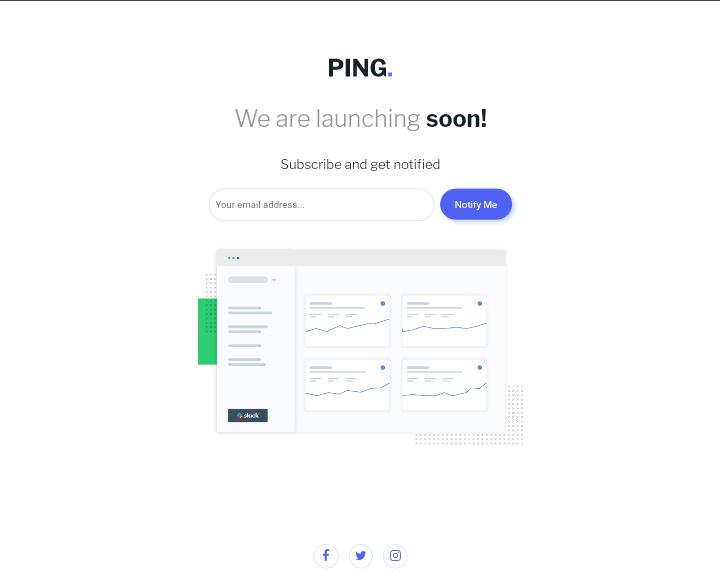 PING.
We are launching soon!
Subscribe and get notified
Your email address...
Notify Me
slack